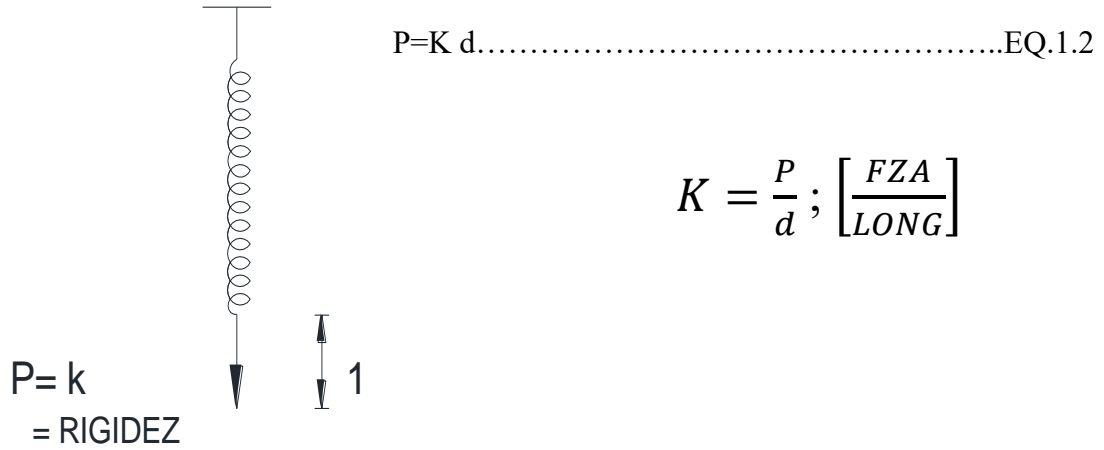 P=K d…………………………………………..EQ.1.2
K = P/d ; [FZA/LONG]
P= k 1
= RIGIDEZ